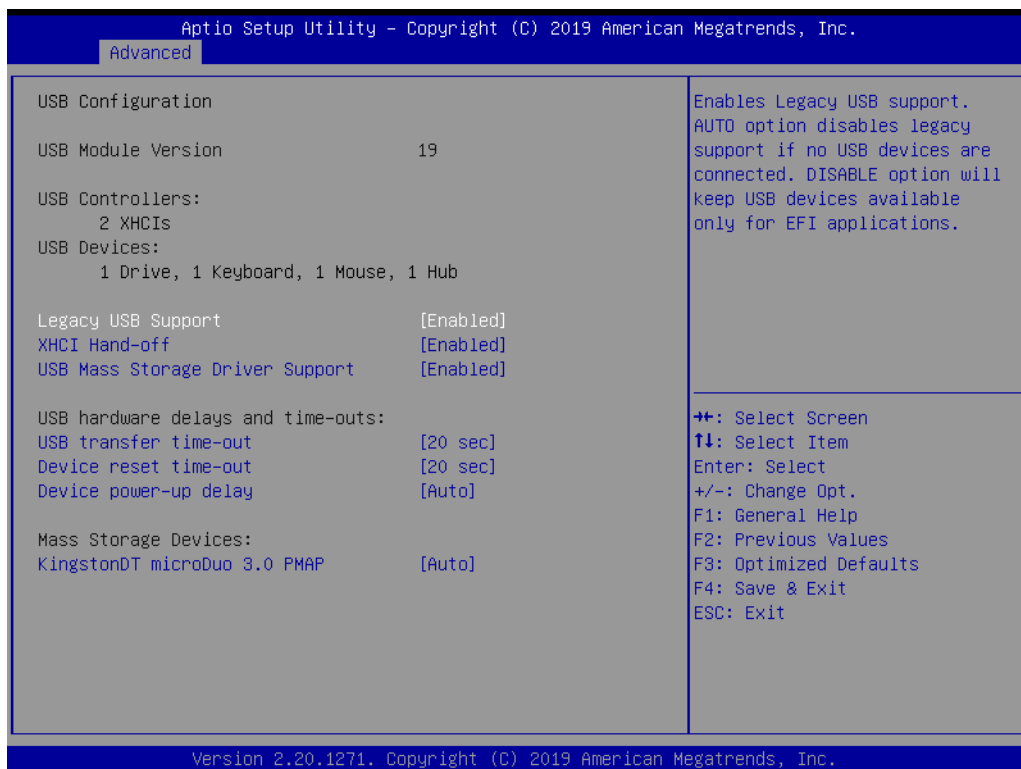 Aptio Setup Utility – Copyright (C) 2019 American Megatrends, Inc.
Advanced
USB Configuration
USB Module Version 19
USB Controllers:
2 XHCIs
USB Devices:
1 Drive, 1 Keyboard, 1 Mouse, 1 Hub
Legacy USB Support [Enabled]
XHCI Hand-off [Enabled]
USB Mass Storage Driver Support [Enabled]
USB hardware delays and time-outs:
USB transfer time-out [20 sec]
Device reset time-out [20 sec]
Device power-up delay [Auto]
Mass Storage Devices:
KingstonDT microDuo 3.0 PMAP [Auto]
Enables Legacy USB support.
AUTO option disables legacy
support if no USB devices are
connected. DISABLE option will
keep USB devices available
only for EFI applications.
→←: Select Screen
↑↓: Select Item
Enter: Select
+/-: Change Opt.
F1: General Help
F2: Previous Values
F3: Optimized Defaults
F4: Save & Exit
ESC: Exit
Version 2.20.1271. Copyright (C) 2019 American Megatrends, Inc.